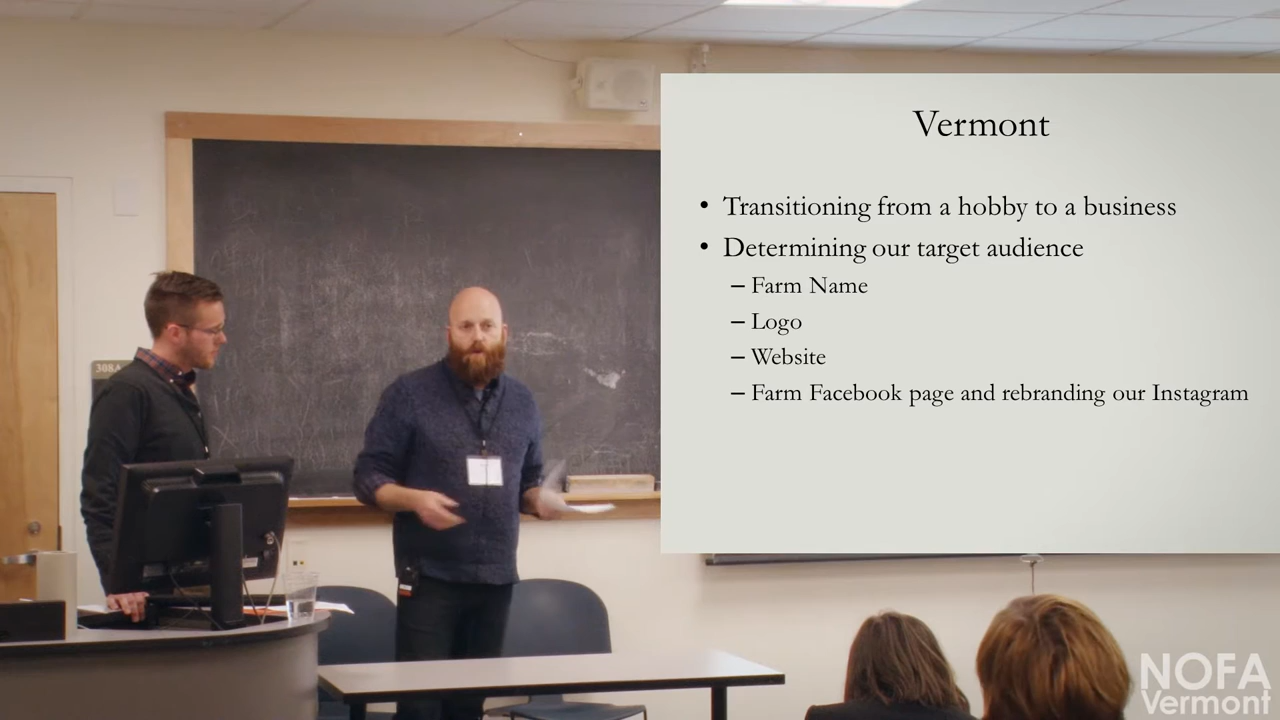 308A
Vermont
• Transitioning from a hobby to a business
• Determining our target audience
– Farm Name
– Logo
– Website
– Farm Facebook page and rebranding our Instagram
NOFA
Vermont